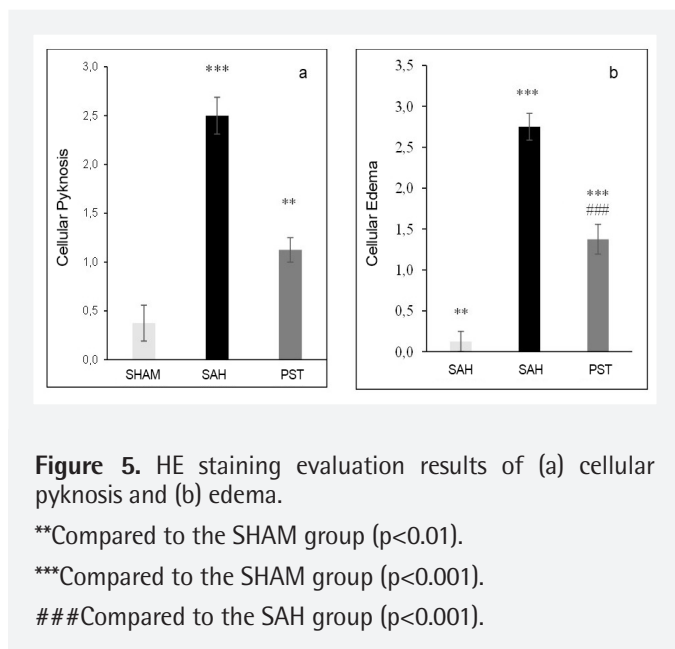 a
***
**
Cellular Pyknosis
3,0
2,5
2,0
1,5
1,0
0,5
0,0
SHAM SAH PST
b
***
***
###
**
Cellular Edema
3,5
3,0
2,5
2,0
1,5
1,0
0,5
0,0
SAH SAH PST
Figure 5. HE staining evaluation results of (a) cellular
pyknosis and (b) edema.
**Compared to the SHAM group (p<0.01).
***Compared to the SHAM group (p<0.001).
###Compared to the SAH group (p<0.001).